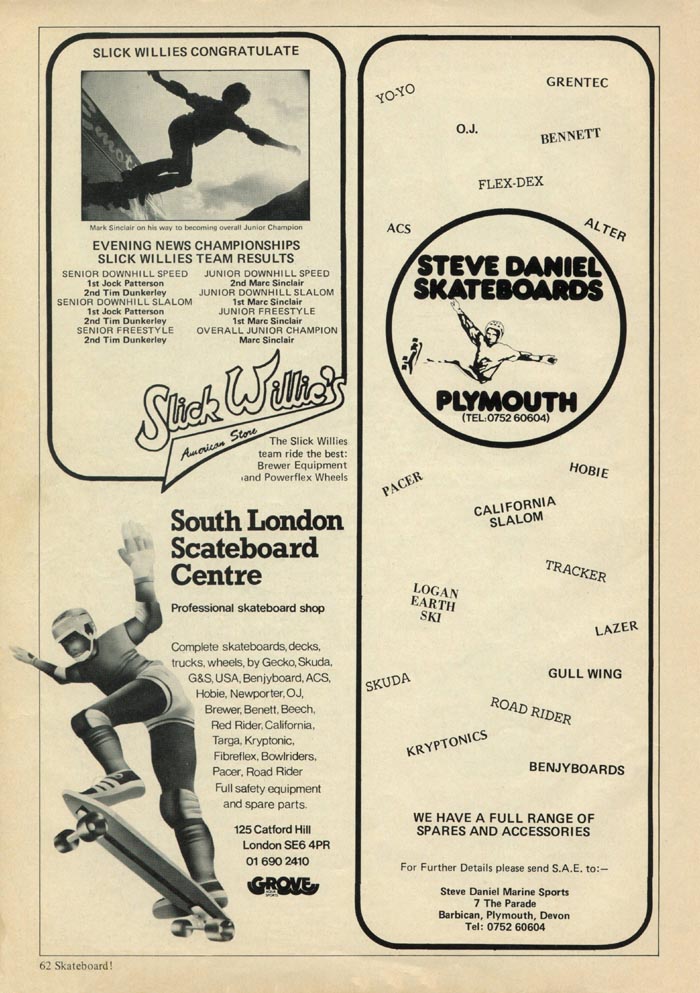 SLICK WILLIES CONGRATULATE
Mark Sinclair on his way to becoming overall Junior Champion
EVENING NEWS CHAMPIONSHIPS
SLICK WILLIES TEAM RESULTS
SENIOR DOWNHILL SPEED
1st Jock Patterson
2nd Tim Dunkerley
SENIOR DOWNHILL SLALOM
1st Jock Patterson
2nd Tim Dunkerley
SENIOR FREESTYLE
2nd Tim Dunkerley
JUNIOR DOWNHILL SPEED
2nd Marc Sinclair
JUNIOR DOWNHILL SLALOM
1st Marc Sinclair
JUNIOR FREESTYLE
1st Marc Sinclair
OVERALL JUNIOR CHAMPION
Marc Sinclair
Slick Willie's
American Store
The Slick Willies
team ride the best:
Brewer Equipment
and Powerflex Wheels
South London
Scateboard
Centre
Professional skateboard shop
Complete skateboards, decks,
trucks, wheels, by Gecko, Skuda,
G&S, USA, Benjyboard, ACS,
Hobie, Newporter, OJ,
Brewer, Benett, Beech,
Red Rider, California,
Targa, Kryptonic,
Fibreflex, Bowlriders,
Pacer, Road Rider
Full safety equipment
and spare parts.
125 Catford Hill
London SE6 4PR
01 690 2410
GROVE
YO-YO
GRENTEC
O.J.
BENNETT
FLEX-DEX
ACS
ALTER
STEVE DANIEL
SKATEBOARDS
PLYMOUTH
(TEL:0752 60604)
PACER
HOBIE
CALIFORNIA
SLALOM
TRACKER
LOGAN
EARTH
SKI
LAZER
GULL WING
SKUDA
ROAD RIDER
KRYPTONICS
BENJYBOARDS
WE HAVE A FULL RANGE OF
SPARES AND ACCESSORIES
For Further Details please send S.A.E. to:—
Steve Daniel Marine Sports
7 The Parade
Barbican, Plymouth, Devon
Tel: 0752 60604
62 Skateboard!